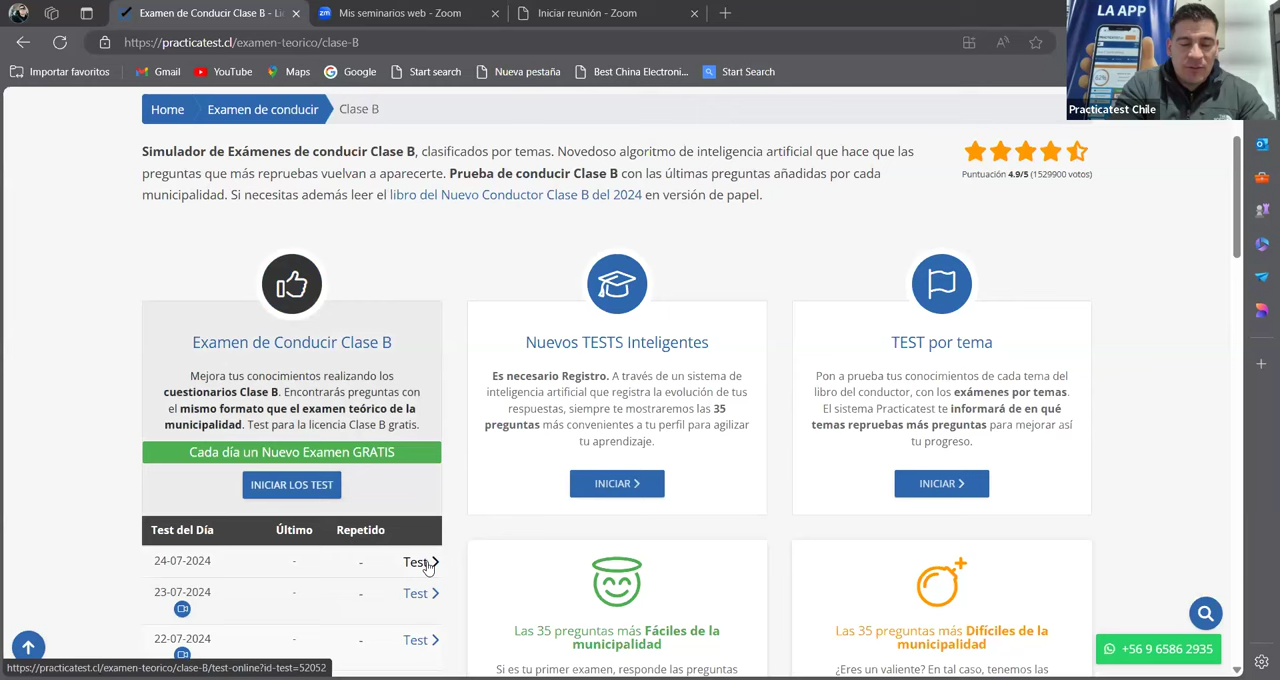 Examen de Conducir Clase B - Li
Mis seminarios web - Zoom
Iniciar reunión - Zoom
https://practicatest.cl/examen-teorico/clase-B
Importar favoritos
Gmail
YouTube
Maps
Google
Start search
Nueva pestaña
Best China Electroni...
Start Search
LA APP
62%
Practicatest Chile
Home
Examen de conducir
Clase B
Simulador de Exámenes de conducir Clase B, clasificados por temas. Novedoso algoritmo de inteligencia artificial que hace que las
preguntas que más repruebas vuelvan a aparecerte. Prueba de conducir Clase B con las últimas preguntas añadidas por cada
municipalidad. Si necesitas además leer el libro del Nuevo Conductor Clase B del 2024 en versión de papel.
Puntuación 4.9/5 (1529900 votos)
Examen de Conducir Clase B
Mejora tus conocimientos realizando los
cuestionarios Clase B. Encontrarás preguntas con
el mismo formato que el examen teórico de la
municipalidad. Test para la licencia Clase B gratis.
Cada día un Nuevo Examen GRATIS
INICIAR LOS TEST
Test del Día Último Repetido
24-07-2024 - - Test
23-07-2024 - - Test
22-07-2024 - - Test
Nuevos TESTS Inteligentes
Es necesario Registro. A través de un sistema de
inteligencia artificial que registra la evolución de tus
respuestas, siempre te mostraremos las 35
preguntas más convenientes a tu perfil para agilizar
tu aprendizaje.
INICIAR
TEST por tema
Pon a prueba tus conocimientos de cada tema del
libro del conductor, con los exámenes por temas.
El sistema Practicatest te informará de en qué
temas repruebas más preguntas para mejorar así
tu progreso.
INICIAR
Las 35 preguntas más Fáciles de la
municipalidad
Si es tu primer examen, responde las preguntas
Las 35 preguntas más Difíciles de la
municipalidad
¿Eres un valiente? En tal caso, tenemos las
+56 9 6586 2935
https://practicatest.cl/examen-teorico/clase-B/test-online?id-test=52052